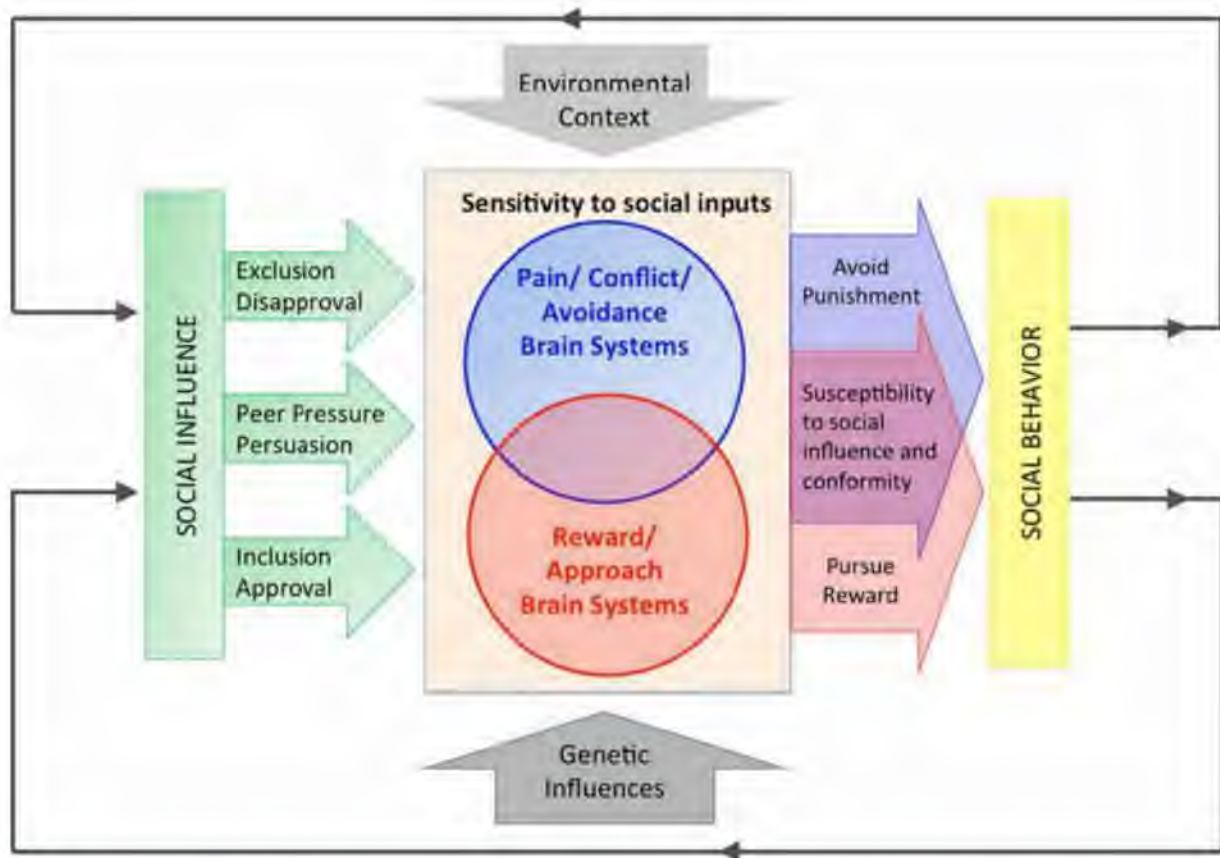 Environmental
Context
SOCIAL INFLUENCE
Exclusion
Disapproval
Peer Pressure
Persuasion
Inclusion
Approval
Sensitivity to social inputs
Pain/ Conflict/
Avoidance
Brain Systems
Reward/
Approach
Brain Systems
Avoid
Punishment
Susceptibility
to social
influence and
conformity
Pursue
Reward
SOCIAL BEHAVIOR
Genetic
Influences